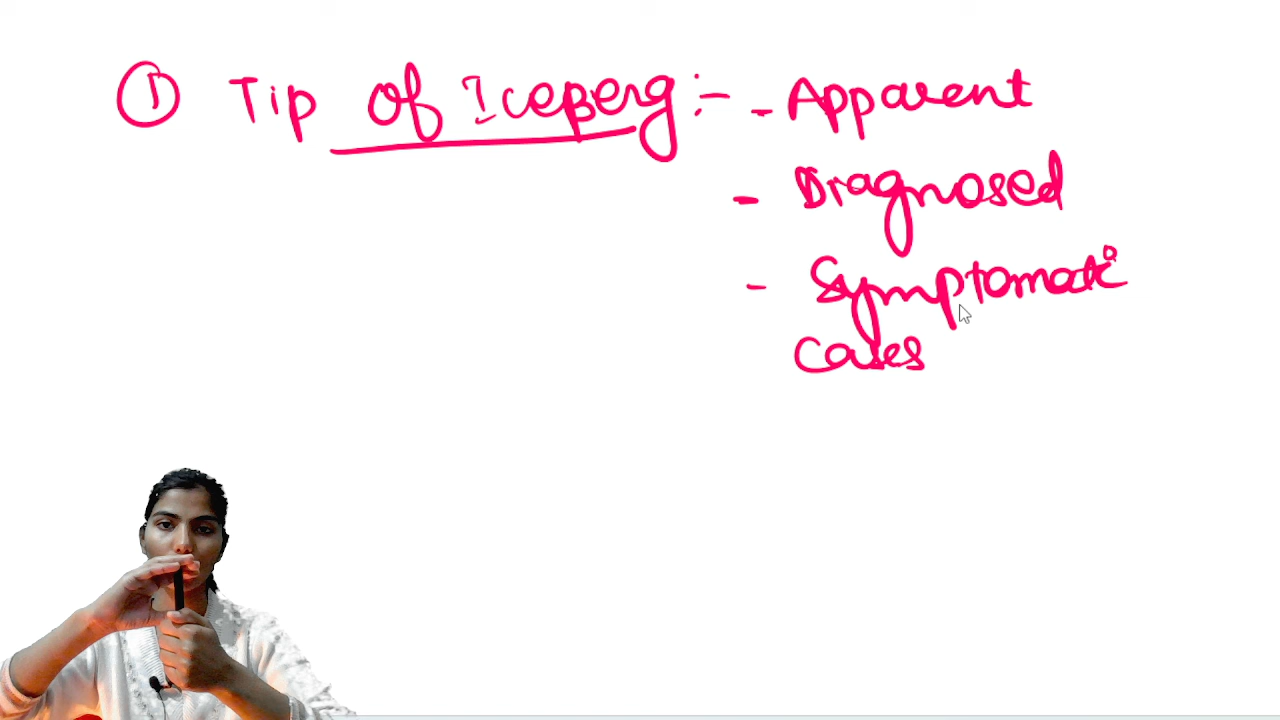 ① Tip of Iceberg :- - Apparent
- Diagnosed
- Symptomatic
Cases